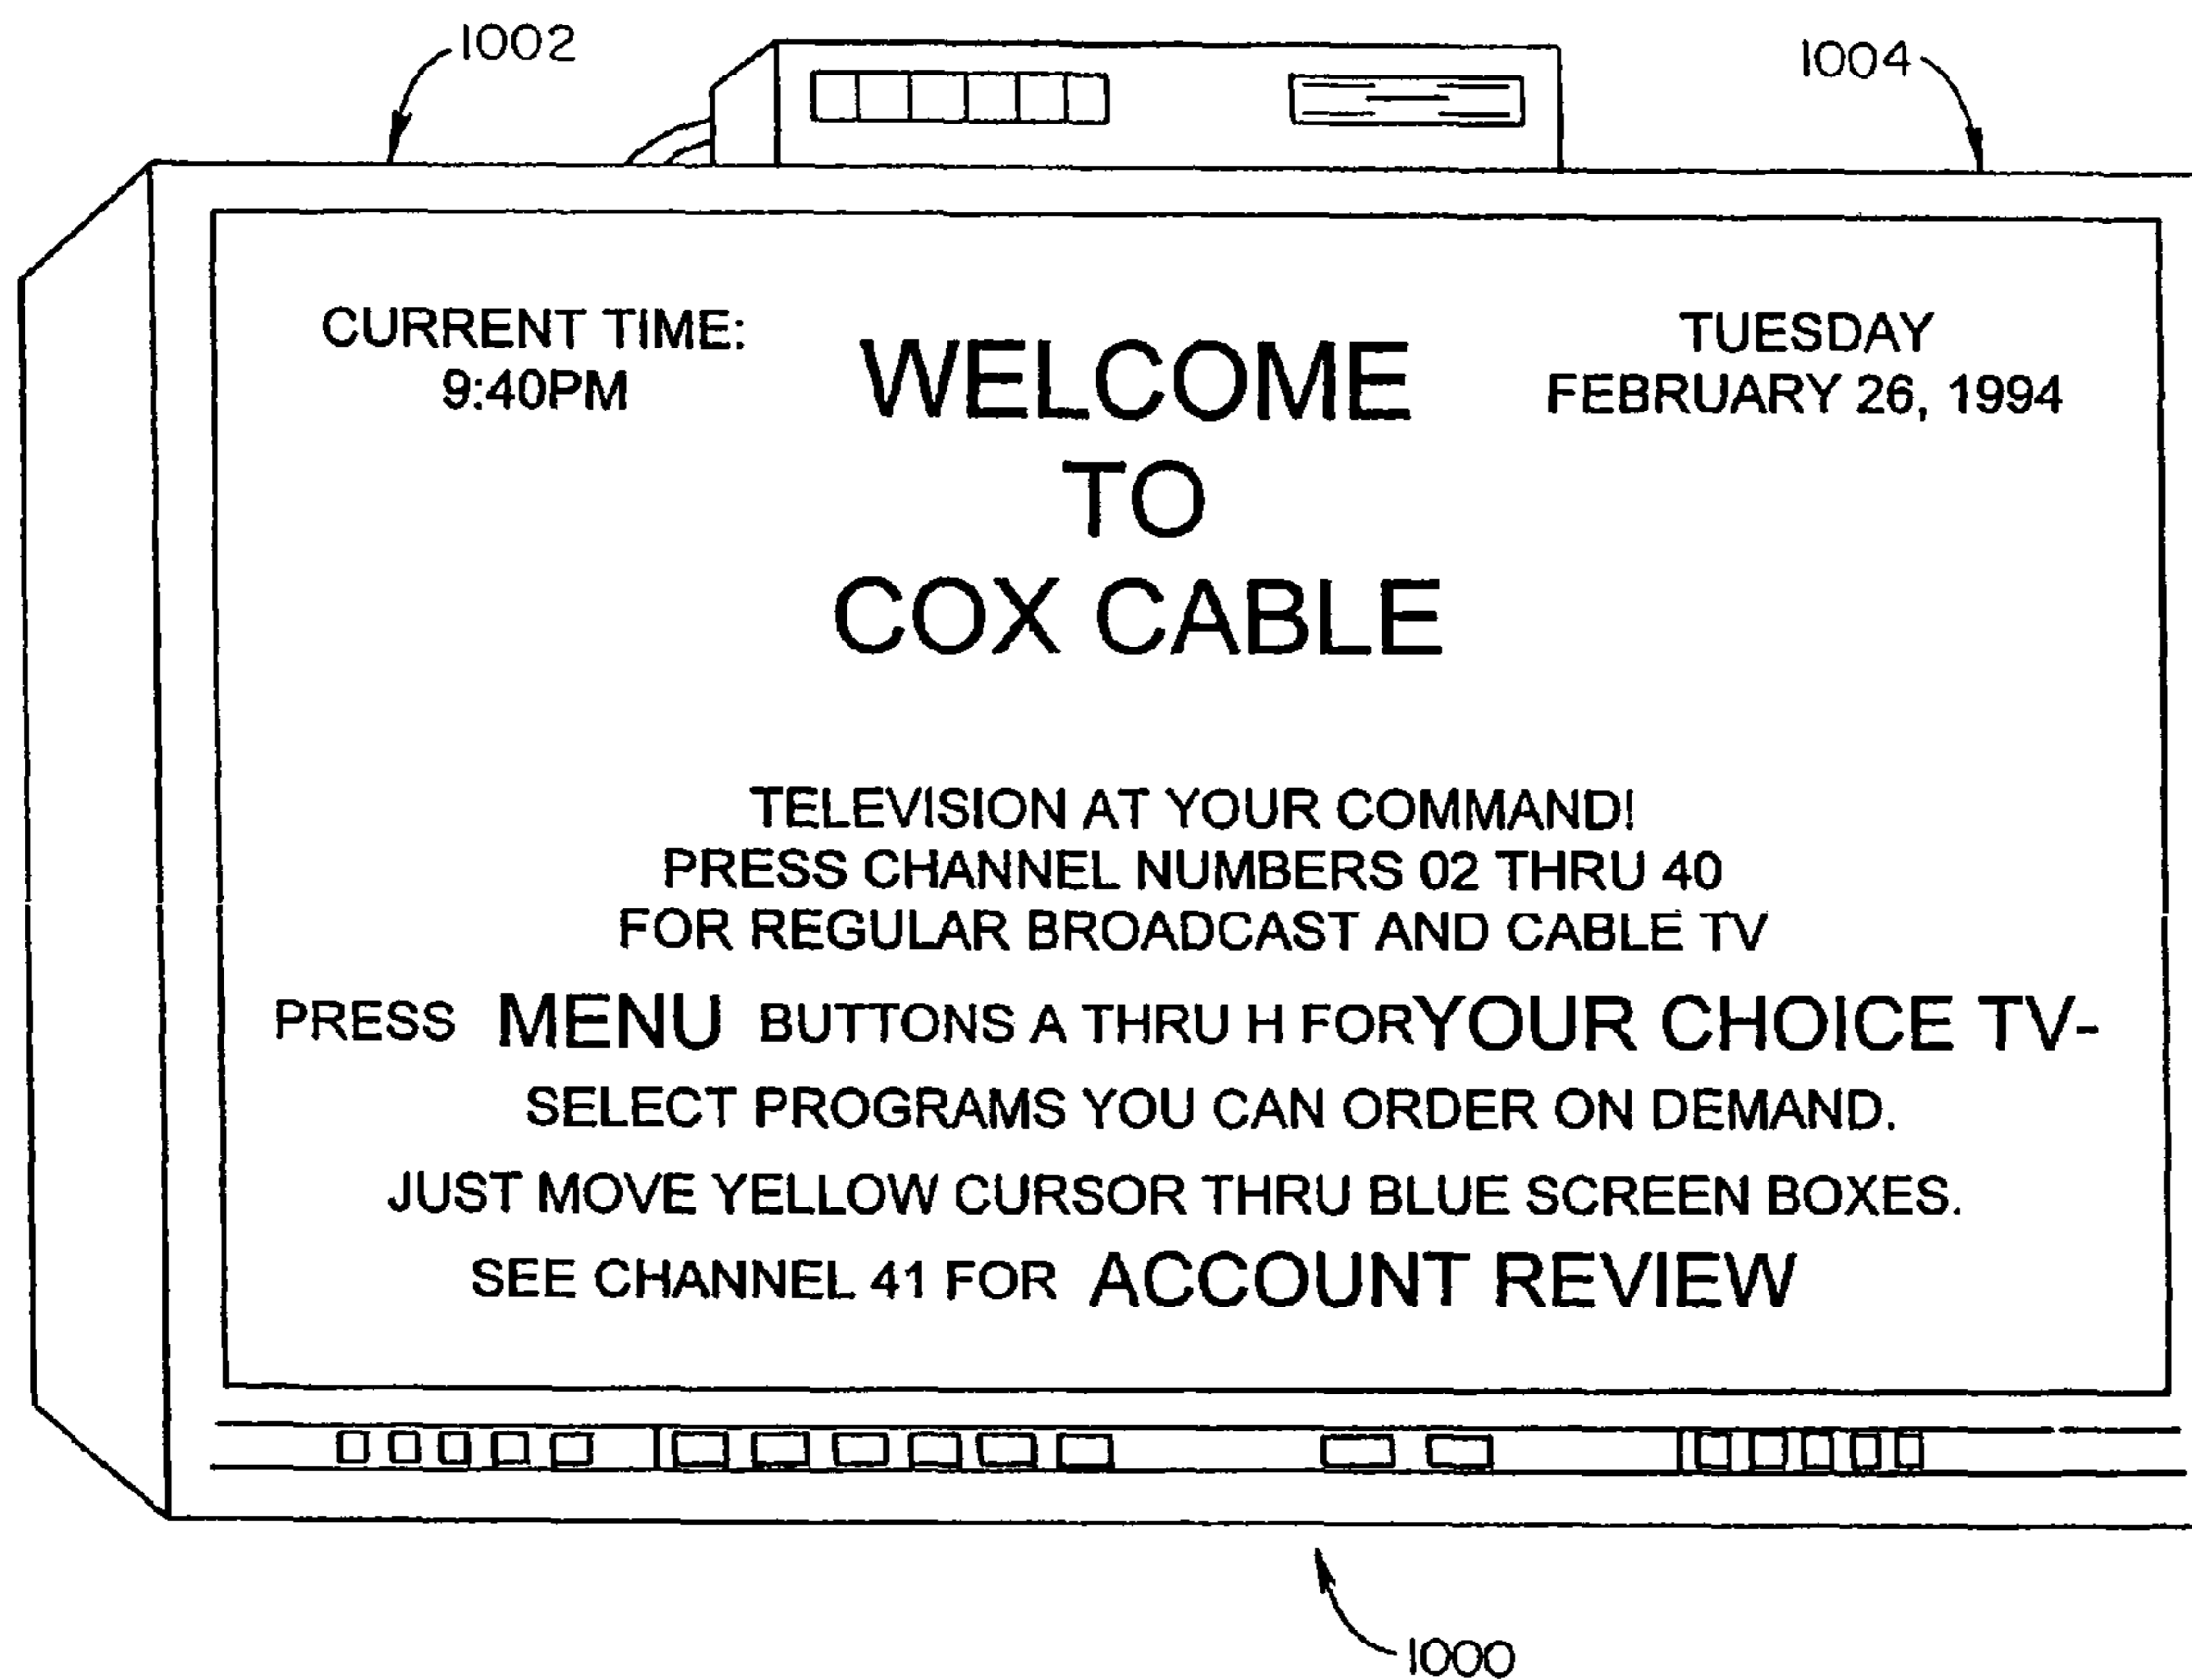 1002
1004
CURRENT TIME:
9:40PM
TUESDAY
FEBRUARY 26, 1994
WELCOME
TO
COX CABLE
TELEVISION AT YOUR COMMAND!
PRESS CHANNEL NUMBERS 02 THRU 40
FOR REGULAR BROADCAST AND CABLE TV
PRESS MENU BUTTONS A THRU H FOR YOUR CHOICE TV-
SELECT PROGRAMS YOU CAN ORDER ON DEMAND.
JUST MOVE YELLOW CURSOR THRU BLUE SCREEN BOXES.
SEE CHANNEL 41 FOR ACCOUNT REVIEW
1000